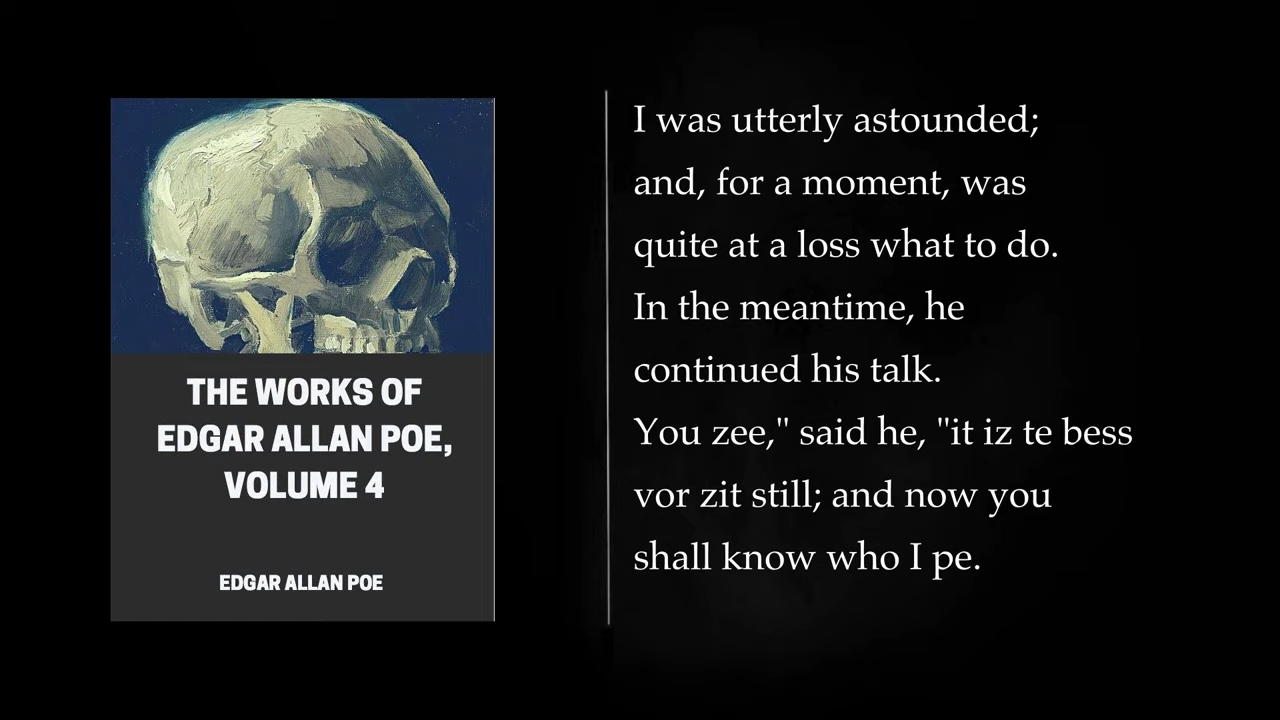 THE WORKS OF
EDGAR ALLAN POE,
VOLUME 4
EDGAR ALLAN POE
I was utterly astounded;
and, for a moment, was
quite at a loss what to do.
In the meantime, he
continued his talk.
You zee," said he, "it iz te bess
vor zit still; and now you
shall know who I pe.